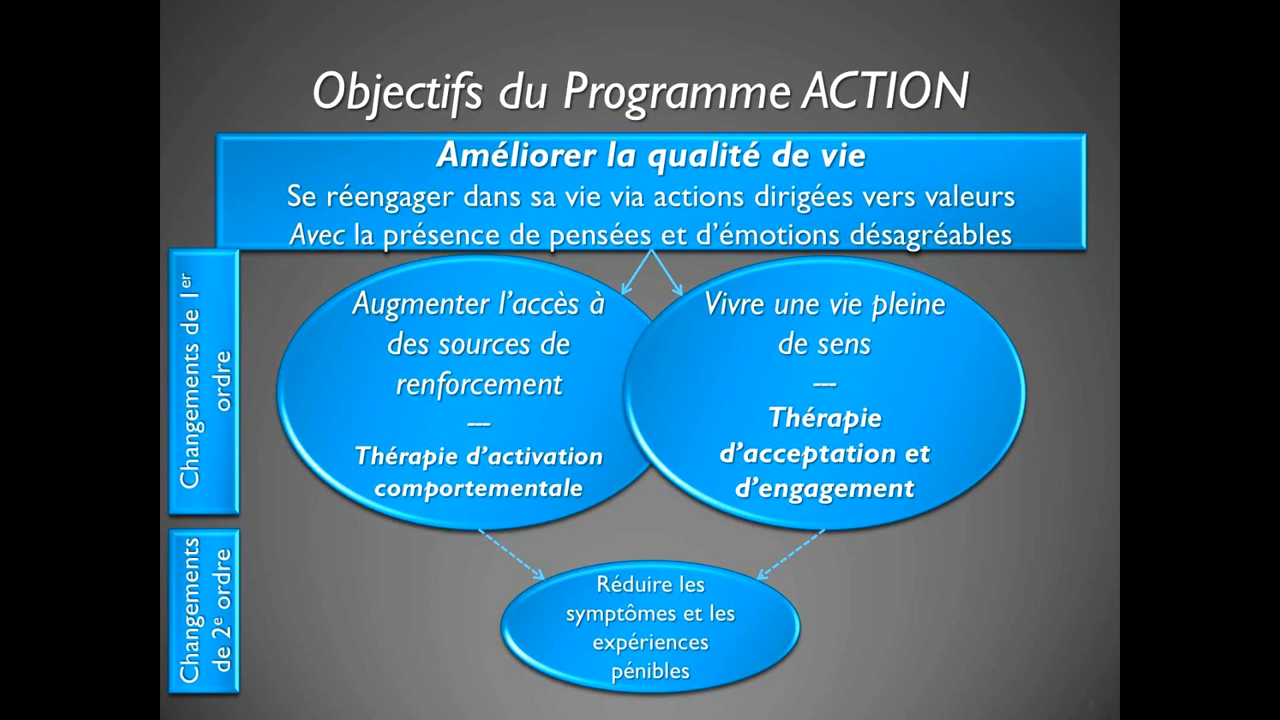 Objectifs du Programme ACTION
Améliorer la qualité de vie
Se réengager dans sa vie via actions dirigées vers valeurs
Avec la présence de pensées et d’émotions désagréables
Changements de 1er
ordre
Augmenter l’accès à
des sources de
renforcement
---
Thérapie d’activation
comportementale
Vivre une vie pleine
de sens
---
Thérapie
d’acceptation et
d’engagement
Changements
de 2e ordre
Réduire les
symptômes et les
expériences
pénibles